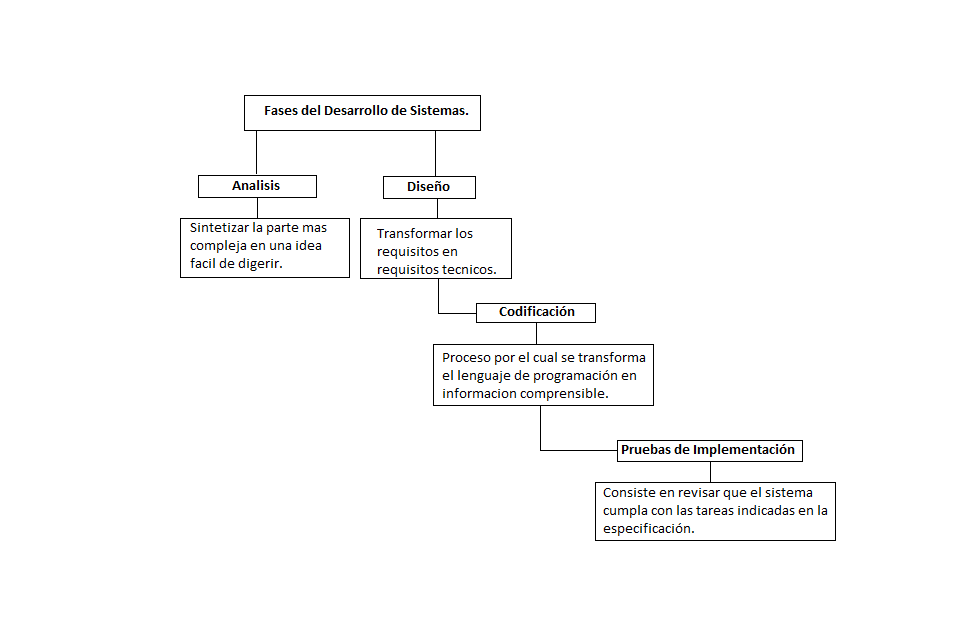 Fases del Desarrollo de Sistemas.
Analisis
Diseño
Sintetizar la parte mas
compleja en una idea
facil de digerir.
Transformar los
requisitos en
requisitos tecnicos.
Codificación
Proceso por el cual se transforma
el lenguaje de programación en
informacion comprensible.
Pruebas de Implementación
Consiste en revisar que el sistema
cumpla con las tareas indicadas en la
especificación.